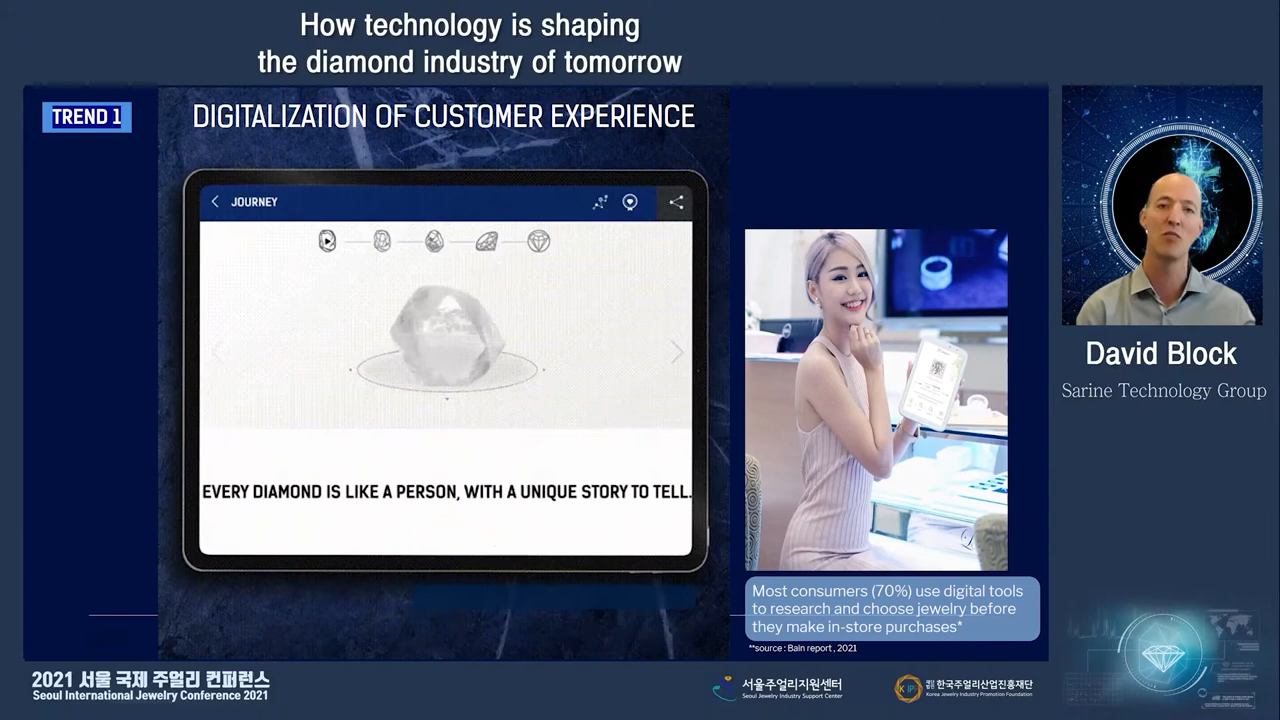 How technology is shaping
the diamond industry of tomorrow
TREND 1
DIGITALIZATION OF CUSTOMER EXPERIENCE
JOURNEY
EVERY DIAMOND IS LIKE A PERSON, WITH A UNIQUE STORY TO TELL.
Most consumers (70%) use digital tools
to research and choose jewelry before
they make in-store purchases*
**source : Bain report , 2021
David Block
Sarine Technology Group
2021 서울 국제 주얼리 컨퍼런스
Seoul International Jewelry Conference 2021
서울주얼리지원센터
Seoul Jewelry Industry Support Center
재단법인 한국주얼리산업진흥재단
Korea Jewelry Industry Promotion Foundation